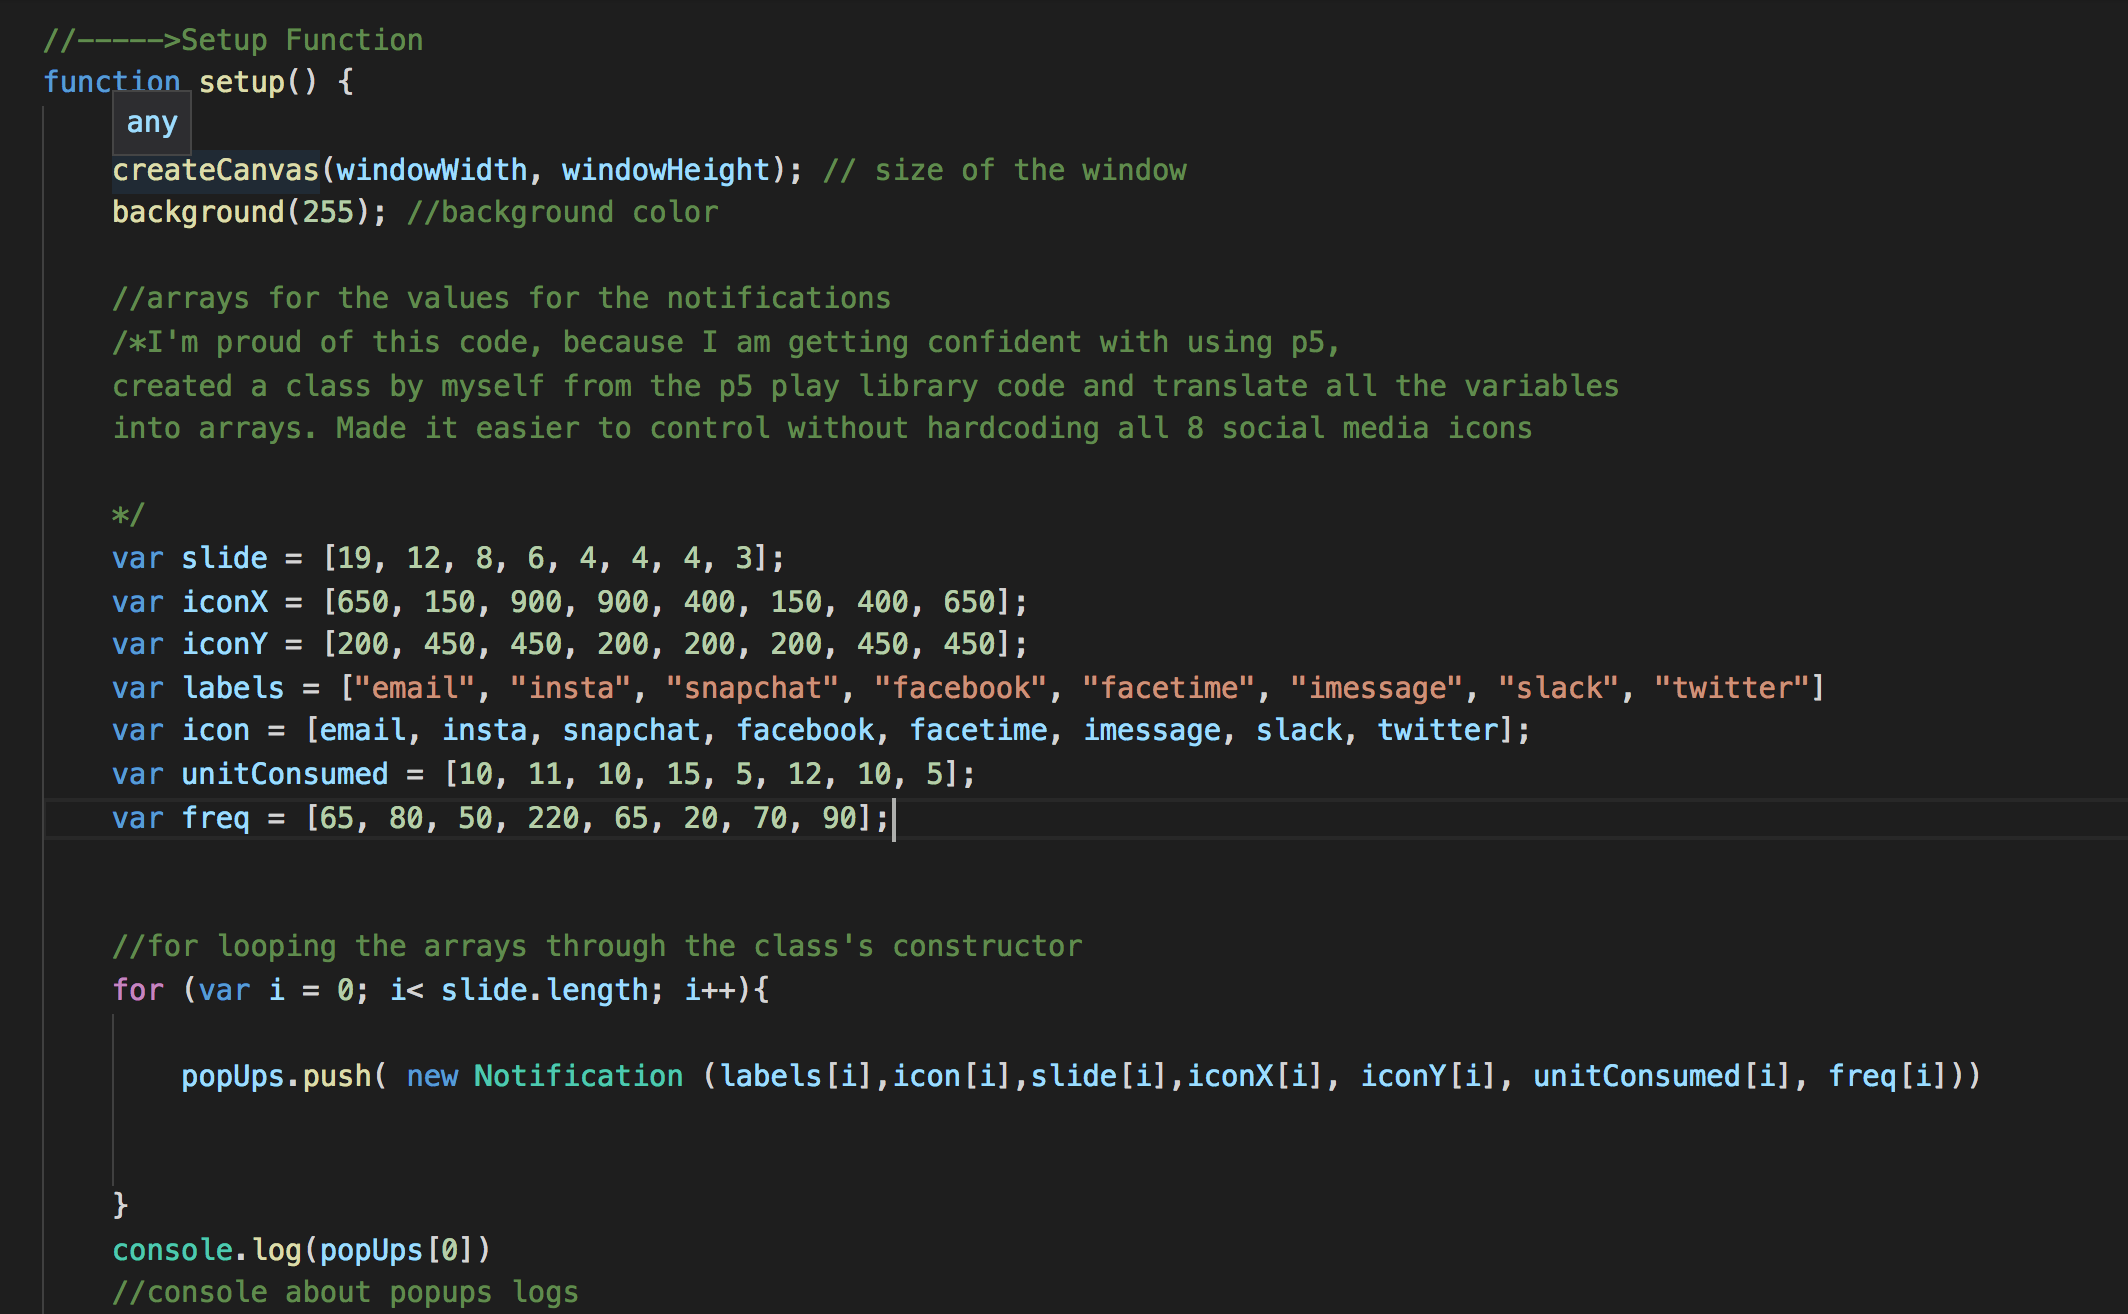 //----->Setup Function
function setup() {
any
createCanvas(windowWidth, windowHeight); // size of the window
background(255); //background color
//arrays for the values for the notifications
/*I'm proud of this code, because I am getting confident with using p5,
created a class by myself from the p5 play library code and translate all the variables
into arrays. Made it easier to control without hardcoding all 8 social media icons
*/
var slide = [19, 12, 8, 6, 4, 4, 4, 3];
var iconX = [650, 150, 900, 900, 400, 150, 400, 650];
var iconY = [200, 450, 450, 200, 200, 200, 450, 450];
var labels = ["email", "insta", "snapchat", "facebook", "facetime", "imessage", "slack", "twitter"]
var icon = [email, insta, snapchat, facebook, facetime, imessage, slack, twitter];
var unitConsumed = [10, 11, 10, 15, 5, 12, 10, 5];
var freq = [65, 80, 50, 220, 65, 20, 70, 90];
//for looping the arrays through the class's constructor
for (var i = 0; i< slide.length; i++){
popUps.push( new Notification (labels[i],icon[i],slide[i],iconX[i], iconY[i], unitConsumed[i], freq[i]))
}
console.log(popUps[0])
//console about popups logs